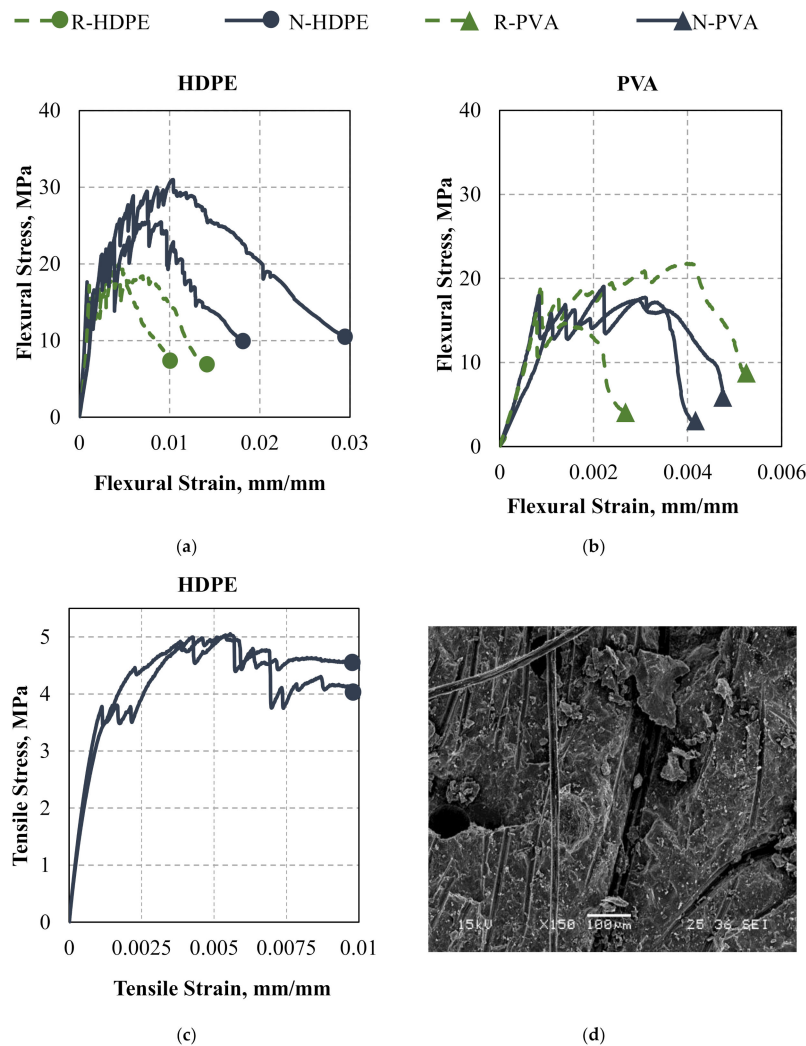 R-HDPE N-HDPE R-PVA N-PVA
HDPE
40
30
20
10
0
Flexural Stress, MPa
0 0.01 0.02 0.03
Flexural Strain, mm/mm
(a)
PVA
40
30
20
10
0
Flexural Stress, MPa
0 0.002 0.004 0.006
Flexural Strain, mm/mm
(b)
HDPE
5
4
3
2
1
0
Tensile Stress, MPa
0 0.0025 0.005 0.0075 0.01
Tensile Strain, mm/mm
(c)
15kV X150 100µm 25 36 SEI
(d)